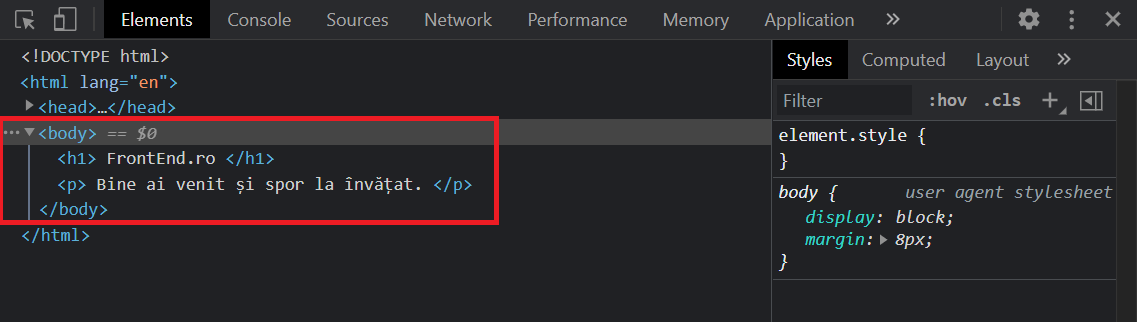 Elements Console Sources Network Performance Memory Application »
<!DOCTYPE html>
<html lang="en">
<head>…</head>
<body> == $0
<h1> FrontEnd.ro </h1>
<p> Bine ai venit și spor la învățat. </p>
</body>
</html>
Styles Computed Layout »
Filter :hov .cls +
element.style {
}
body { user agent stylesheet
display: block;
margin: 8px;
}